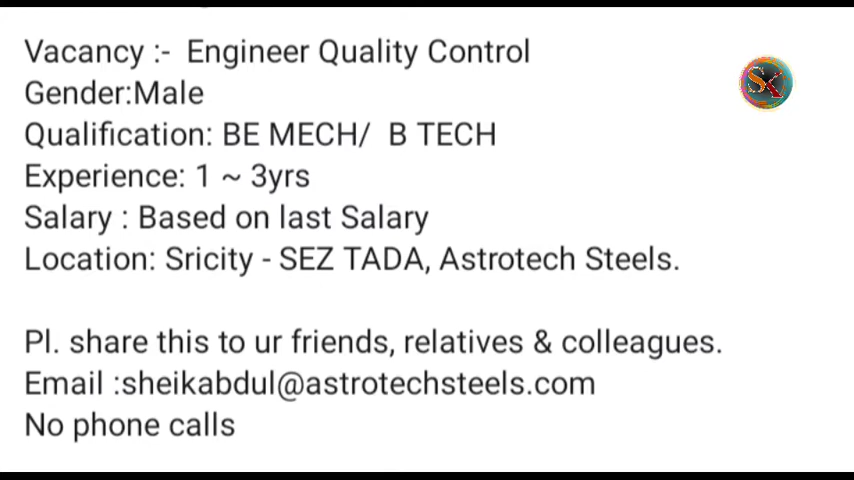 Vacancy :- Engineer Quality Control
SK
Gender:Male
Qualification: BE MECH/ B TECH
Experience: 1 ~ 3yrs
Salary : Based on last Salary
Location: Sricity - SEZ TADA, Astrotech Steels.
Pl. share this to ur friends, relatives & colleagues.
Email :sheikabdul@astrotechsteels.com
No phone calls